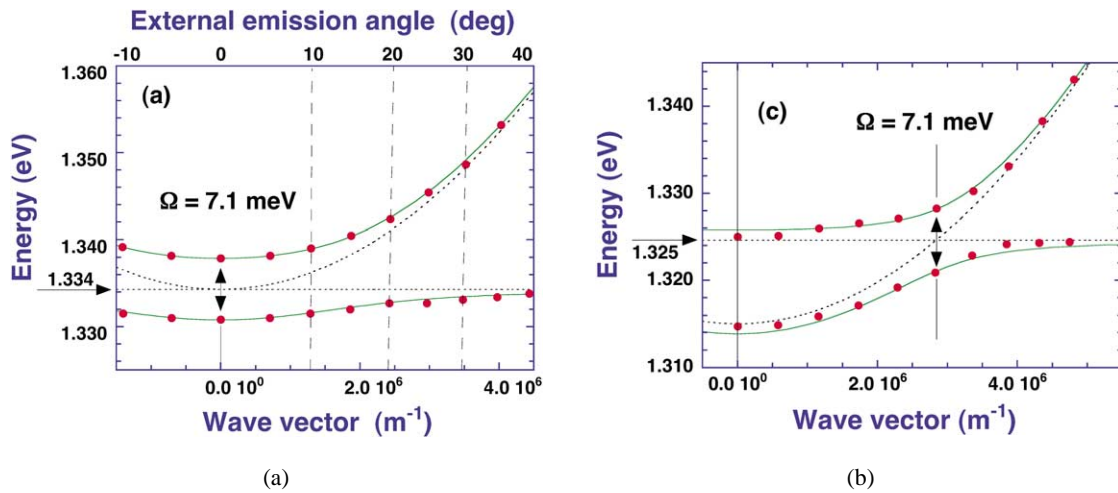 External emission angle (deg)
-10 0 10 20 30 40
1.360
1.350
1.340
1.334
1.330
Energy (eV)
(a)
Ω = 7.1 meV
0.0 10⁰ 2.0 10⁶ 4.0 10⁶
Wave vector (m⁻¹)
(a)
1.340
1.330
1.325
1.320
1.310
Energy (eV)
(c)
Ω = 7.1 meV
0.0 10⁰ 2.0 10⁶ 4.0 10⁶
Wave vector (m⁻¹)
(b)